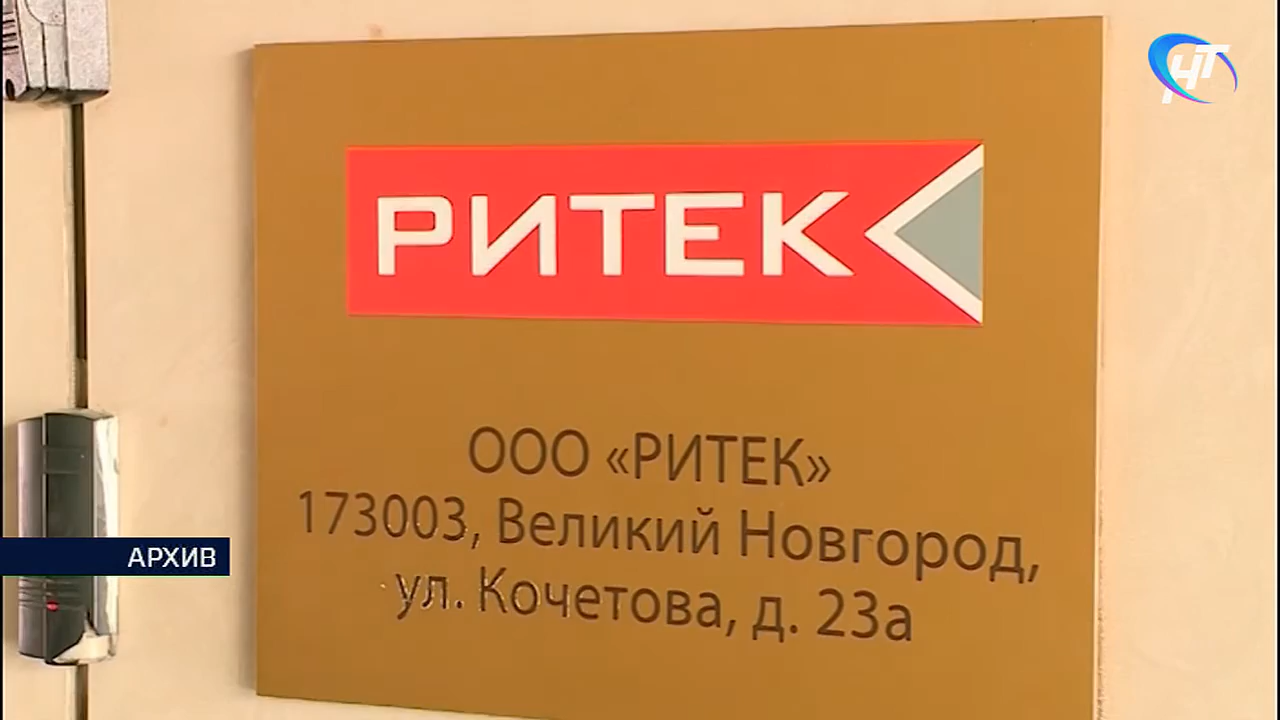 НТ
РИТЕК
ООО «РИТЕК»
173003, Великий Новгород,
ул. Кочетова, д. 23а
АРХИВ